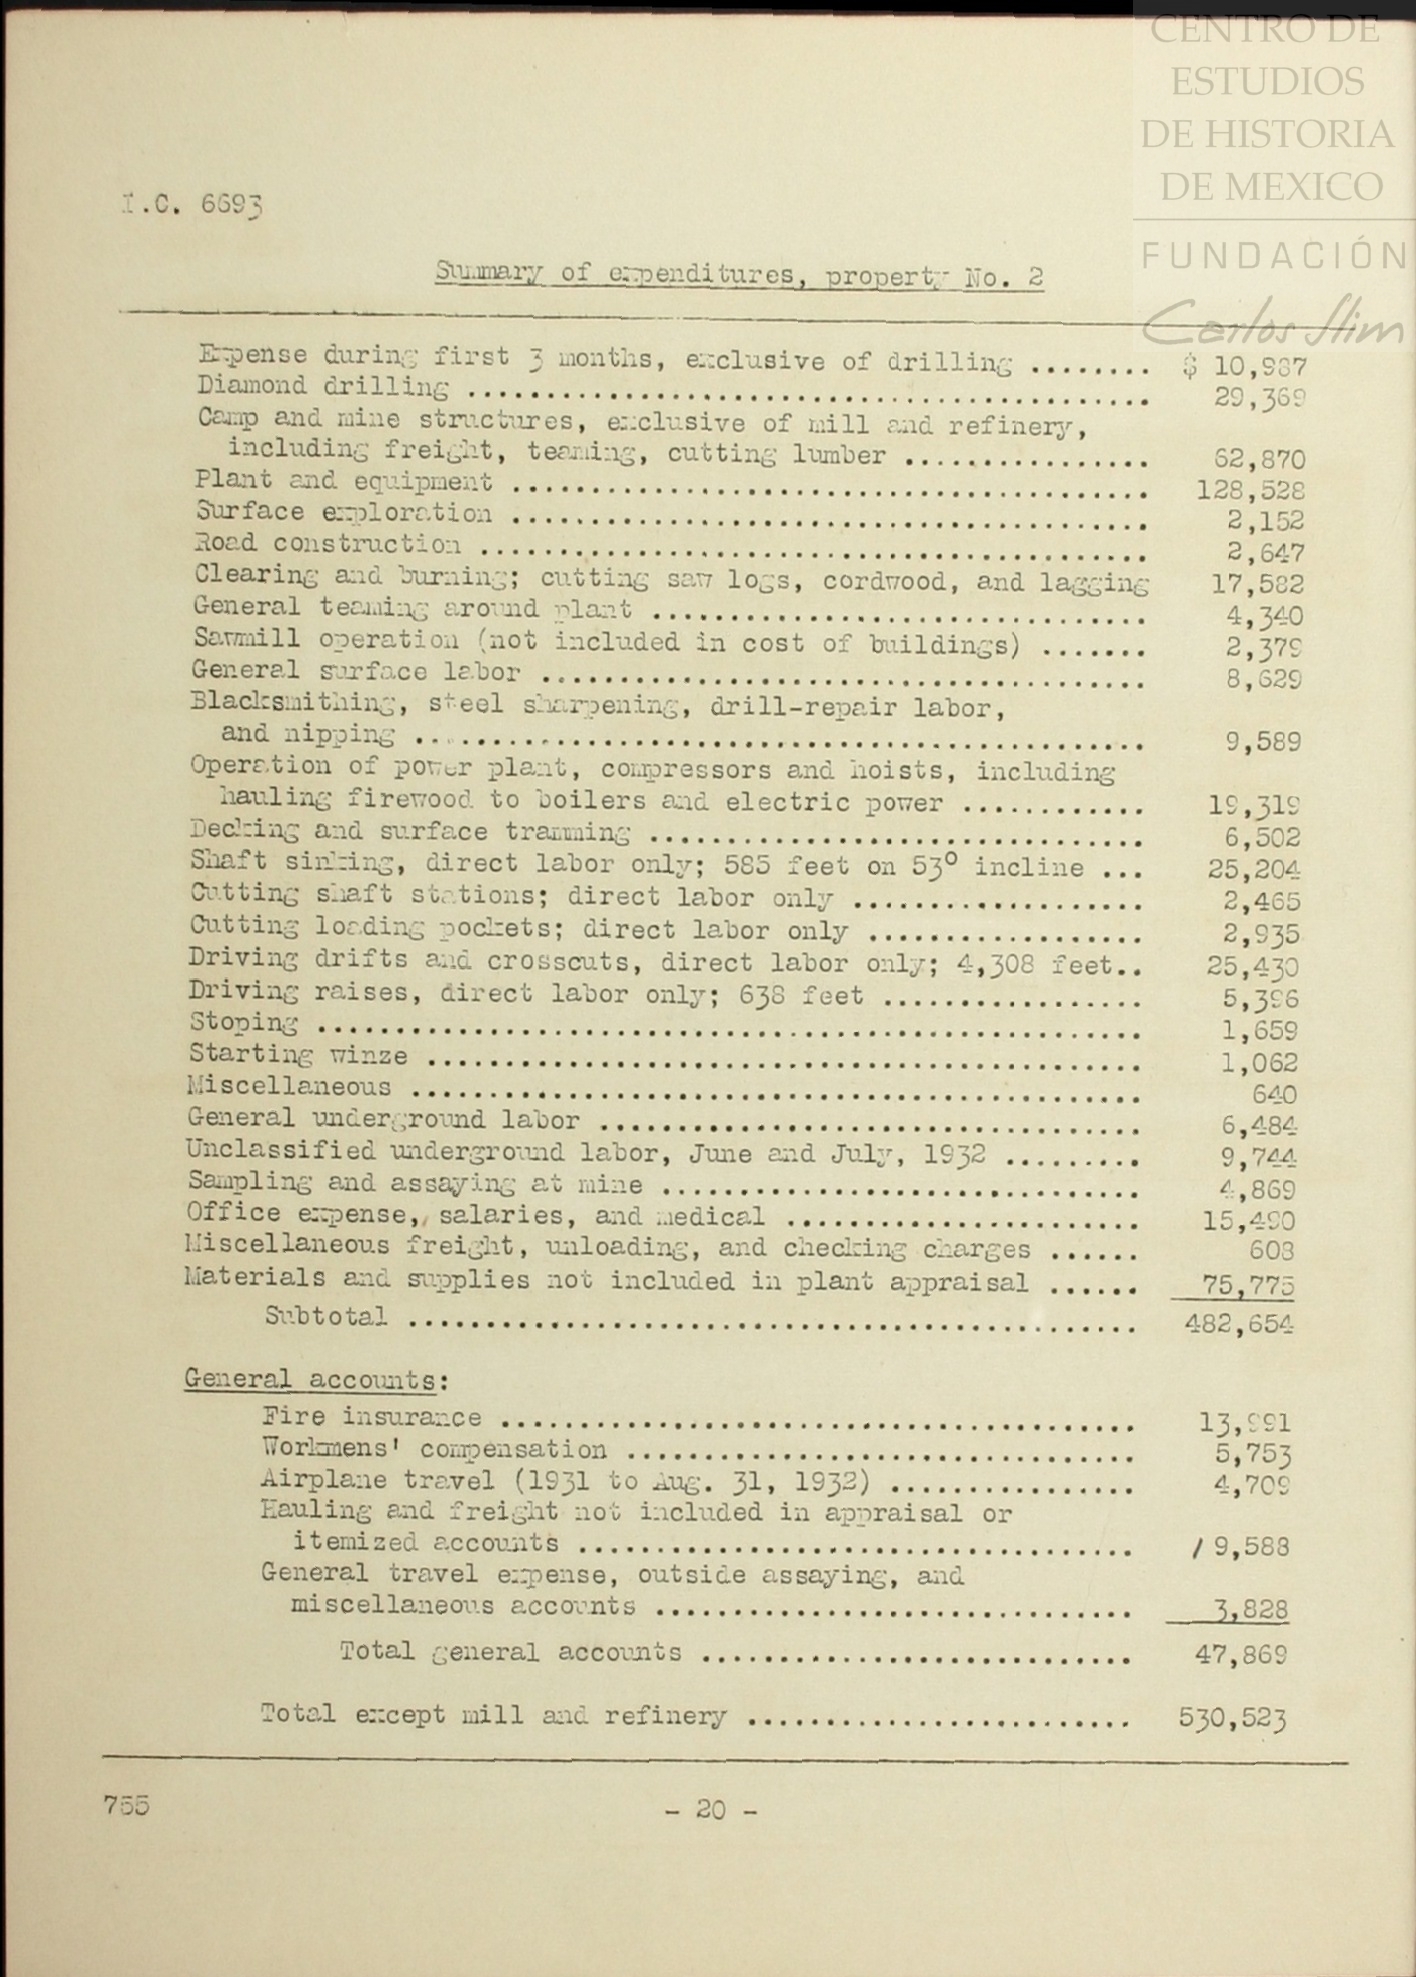 CENTRO DE
ESTUDIOS
DE HISTORIA
DE MEXICO
FUNDACIÓN
Carlos Slim
I.C. 6693
Summary of expenditures, property No. 2
Expense during first 3 months, exclusive of drilling ........ $ 10,987
Diamond drilling ............................................ 29,369
Camp and mine structures, exclusive of mill and refinery,
including freight, teaming, cutting lumber ................ 62,870
Plant and equipment ......................................... 128,528
Surface exploration ......................................... 2,152
Road construction ........................................... 2,647
Clearing and burning; cutting saw logs, cordwood, and lagging 17,582
General teaming around plant ................................ 4,340
Sawmill operation (not included in cost of buildings) ....... 2,379
General surface labor ....................................... 8,629
Blacksmithing, steel sharpening, drill-repair labor,
and nipping ............................................... 9,589
Operation of power plant, compressors and hoists, including
hauling firewood to boilers and electric power ............ 19,319
Decking and surface tramming ................................ 6,502
Shaft sinking, direct labor only; 585 feet on 53° incline ... 25,204
Cutting shaft stations; direct labor only ................... 2,465
Cutting loading pockets; direct labor only .................. 2,935
Driving drifts and crosscuts, direct labor only; 4,308 feet.. 25,430
Driving raises, direct labor only; 638 feet ................. 5,396
Stoping ..................................................... 1,659
Starting winze .............................................. 1,062
Miscellaneous ............................................... 640
General underground labor ................................... 6,484
Unclassified underground labor, June and July, 1932 ......... 9,744
Sampling and assaying at mine ............................... 4,869
Office expense, salaries, and medical ....................... 15,490
Miscellaneous freight, unloading, and checking charges ...... 608
Materials and supplies not included in plant appraisal ...... 75,775
Subtotal ............................................... 482,654
General accounts:
Fire insurance ......................................... 13,991
Workmens' compensation ................................. 5,753
Airplane travel (1931 to Aug. 31, 1932) ................ 4,709
Hauling and freight not included in appraisal or
itemized accounts .................................... 19,588
General travel expense, outside assaying, and
miscellaneous accounts ............................... 3,828
Total general accounts ............................ 47,869
Total except mill and refinery ......................... 530,523
755
- 20 -